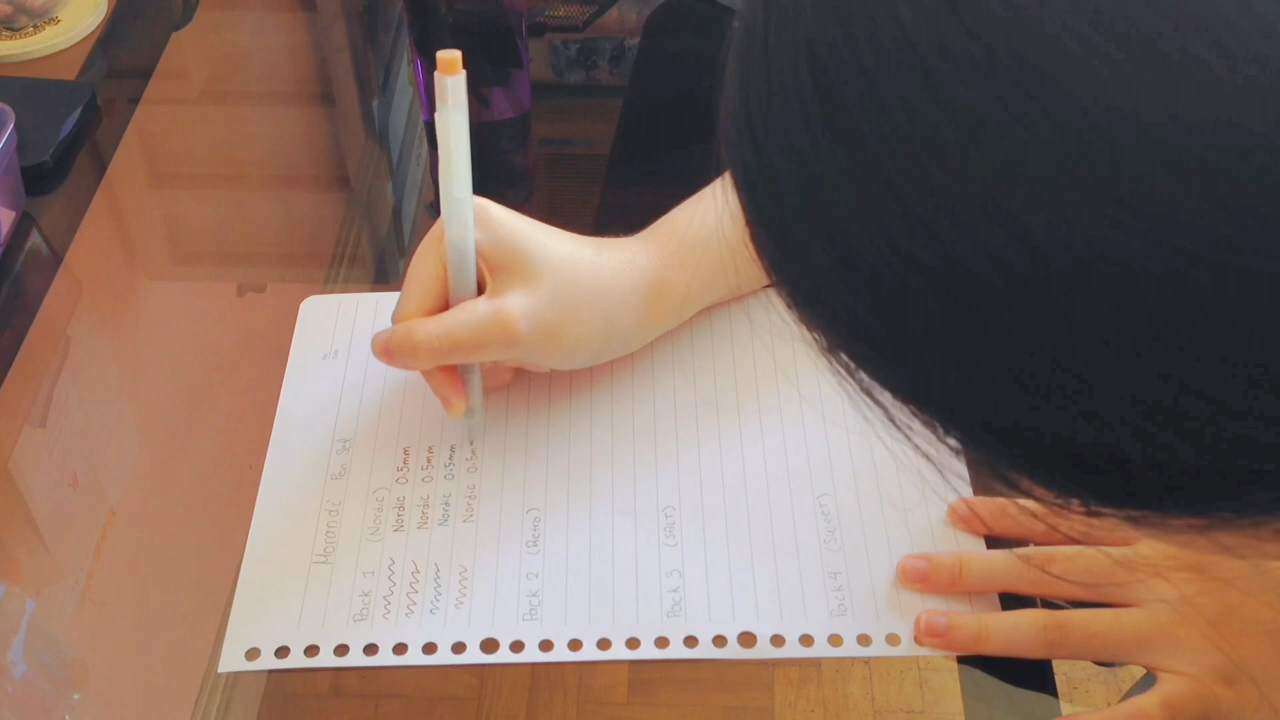 Morandi Pen Set
Pack 1 (Nordic)
Nordic 0.5mm
Nordic 0.5mm
Nordic 0.5mm
Nordic 0.5m
Pack 2 (Retro)
Pack 3 (SALT)
Pack 4 (SWEET)